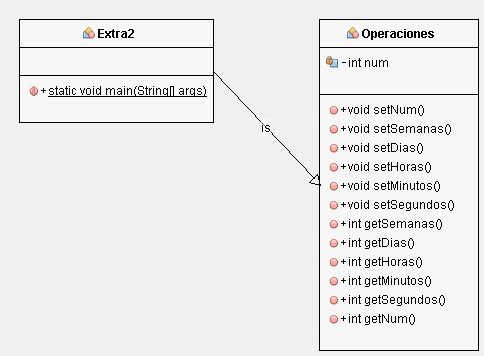 Extra2
+ static void main(String[] args)
is
Operaciones
- int num
+ void setNum()
+ void setSemanas()
+ void setDias()
+ void setHoras()
+ void setMinutos()
+ void setSegundos()
+ int getSemanas()
+ int getDias()
+ int getHoras()
+ int getMinutos()
+ int getSegundos()
+ int getNum()